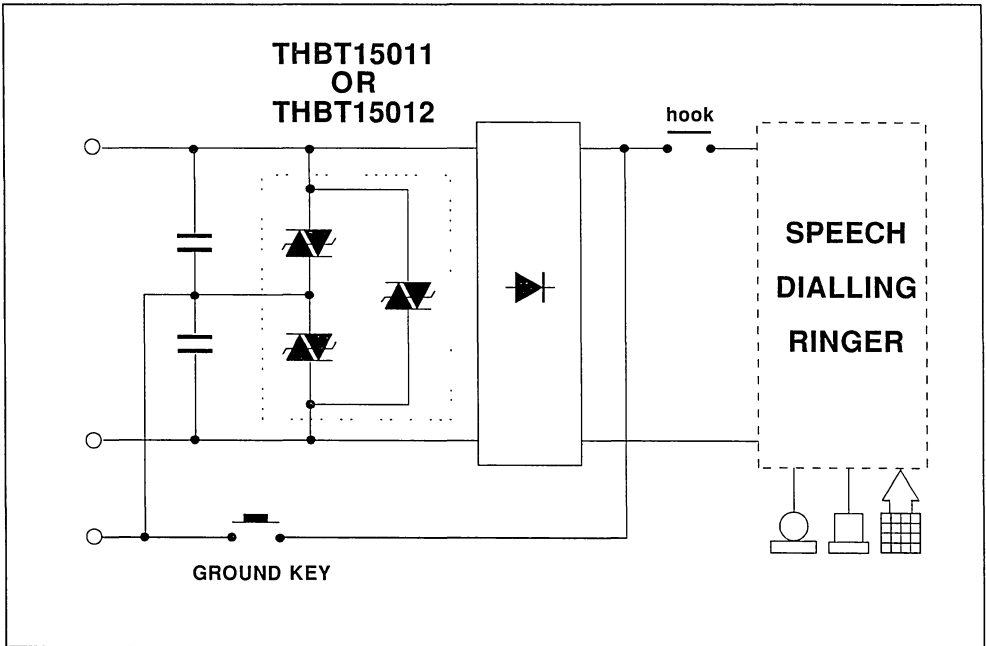 THBT15011
OR
THBT15012
hook
SPEECH
DIALLING
RINGER
GROUND KEY